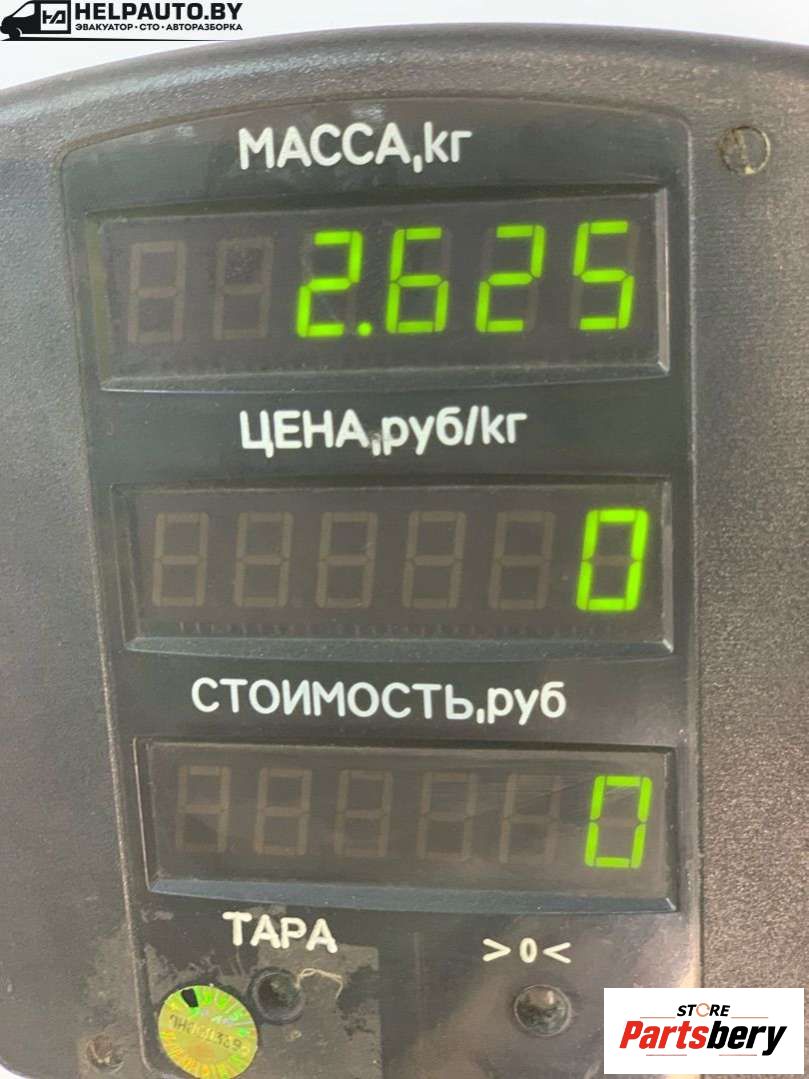 HELPAUTO.BY
ЭВАКУАТОР • СТО • АВТОРАЗБОРКА
МАССА,кг
2.625
ЦЕНА,руб/кг
0
СТОИМОСТЬ,руб
0
ТАРА
>0<
STORE
Partsbery